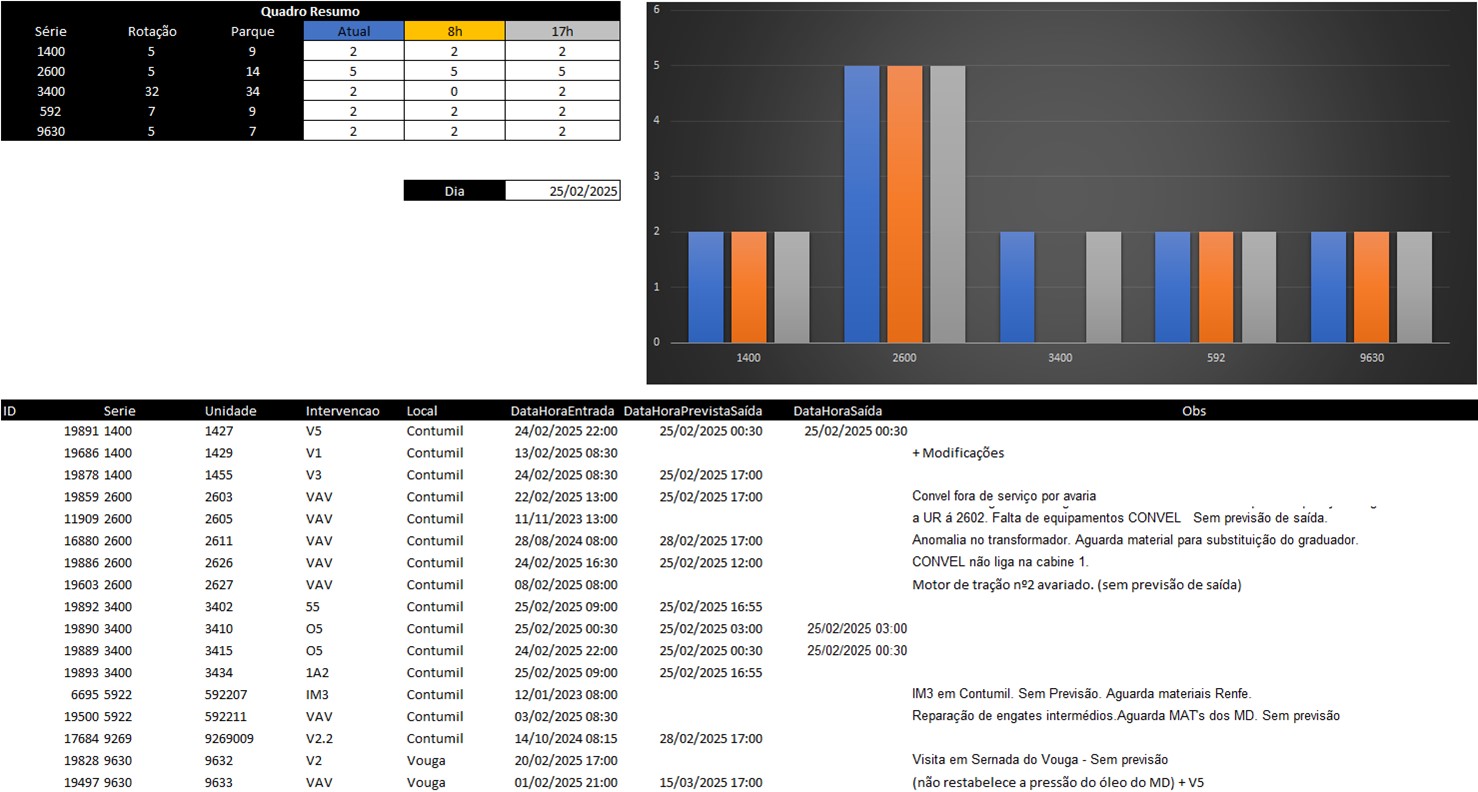 Quadro Resumo
Série Rotação Parque Atual 8h 17h
1400 5 9 2 2 2
2600 5 14 5 5 5
3400 32 34 2 0 2
592 7 9 2 2 2
9630 5 7 2 2 2
Dia 25/02/2025
6
5
4
3
2
1
0
1400 2600 3400 592 9630
ID Serie Unidade Intervencao Local DataHoraEntrada DataHoraPrevistaSaída DataHoraSaída Obs
19891 1400 1427 V5 Contumil 24/02/2025 22:00 25/02/2025 00:30 25/02/2025 00:30
19686 1400 1429 V1 Contumil 13/02/2025 08:30 + Modificações
19878 1400 1455 V3 Contumil 24/02/2025 08:30 25/02/2025 17:00
19859 2600 2603 VAV Contumil 22/02/2025 13:00 25/02/2025 17:00 Convel fora de serviço por avaria
11909 2600 2605 VAV Contumil 11/11/2023 13:00 a UR á 2602. Falta de equipamentos CONVEL Sem previsão de saída.
16880 2600 2611 VAV Contumil 28/08/2024 08:00 28/02/2025 17:00 Anomalia no transformador. Aguarda material para substituição do graduador.
19886 2600 2626 VAV Contumil 24/02/2025 16:30 25/02/2025 12:00 CONVEL não liga na cabine 1.
19603 2600 2627 VAV Contumil 08/02/2025 08:00 Motor de tração nº2 avariado. (sem previsão de saída)
19892 3400 3402 55 Contumil 25/02/2025 09:00 25/02/2025 16:55
19890 3400 3410 O5 Contumil 25/02/2025 00:30 25/02/2025 03:00 25/02/2025 03:00
19889 3400 3415 O5 Contumil 24/02/2025 22:00 25/02/2025 00:30 25/02/2025 00:30
19893 3400 3434 1A2 Contumil 25/02/2025 09:00 25/02/2025 16:55
6695 5922 592207 IM3 Contumil 12/01/2023 08:00 IM3 em Contumil. Sem Previsão. Aguarda materiais Renfe.
19500 5922 592211 VAV Contumil 03/02/2025 08:30 Reparação de engates intermédios.Aguarda MAT's dos MD. Sem previsão
17684 9269 9269009 V2.2 Contumil 14/10/2024 08:15 28/02/2025 17:00
19828 9630 9632 V2 Vouga 20/02/2025 17:00 Visita em Sernada do Vouga - Sem previsão
19497 9630 9633 VAV Vouga 01/02/2025 21:00 15/03/2025 17:00 (não restabelece a pressão do óleo do MD) + V5